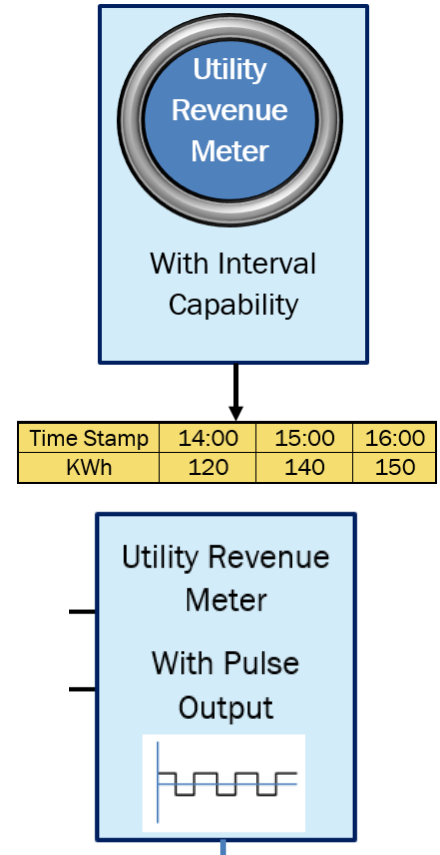 Utility
Revenue
Meter
With Interval
Capability
Time Stamp 14:00 15:00 16:00
KWh 120 140 150
Utility Revenue
Meter
With Pulse
Output